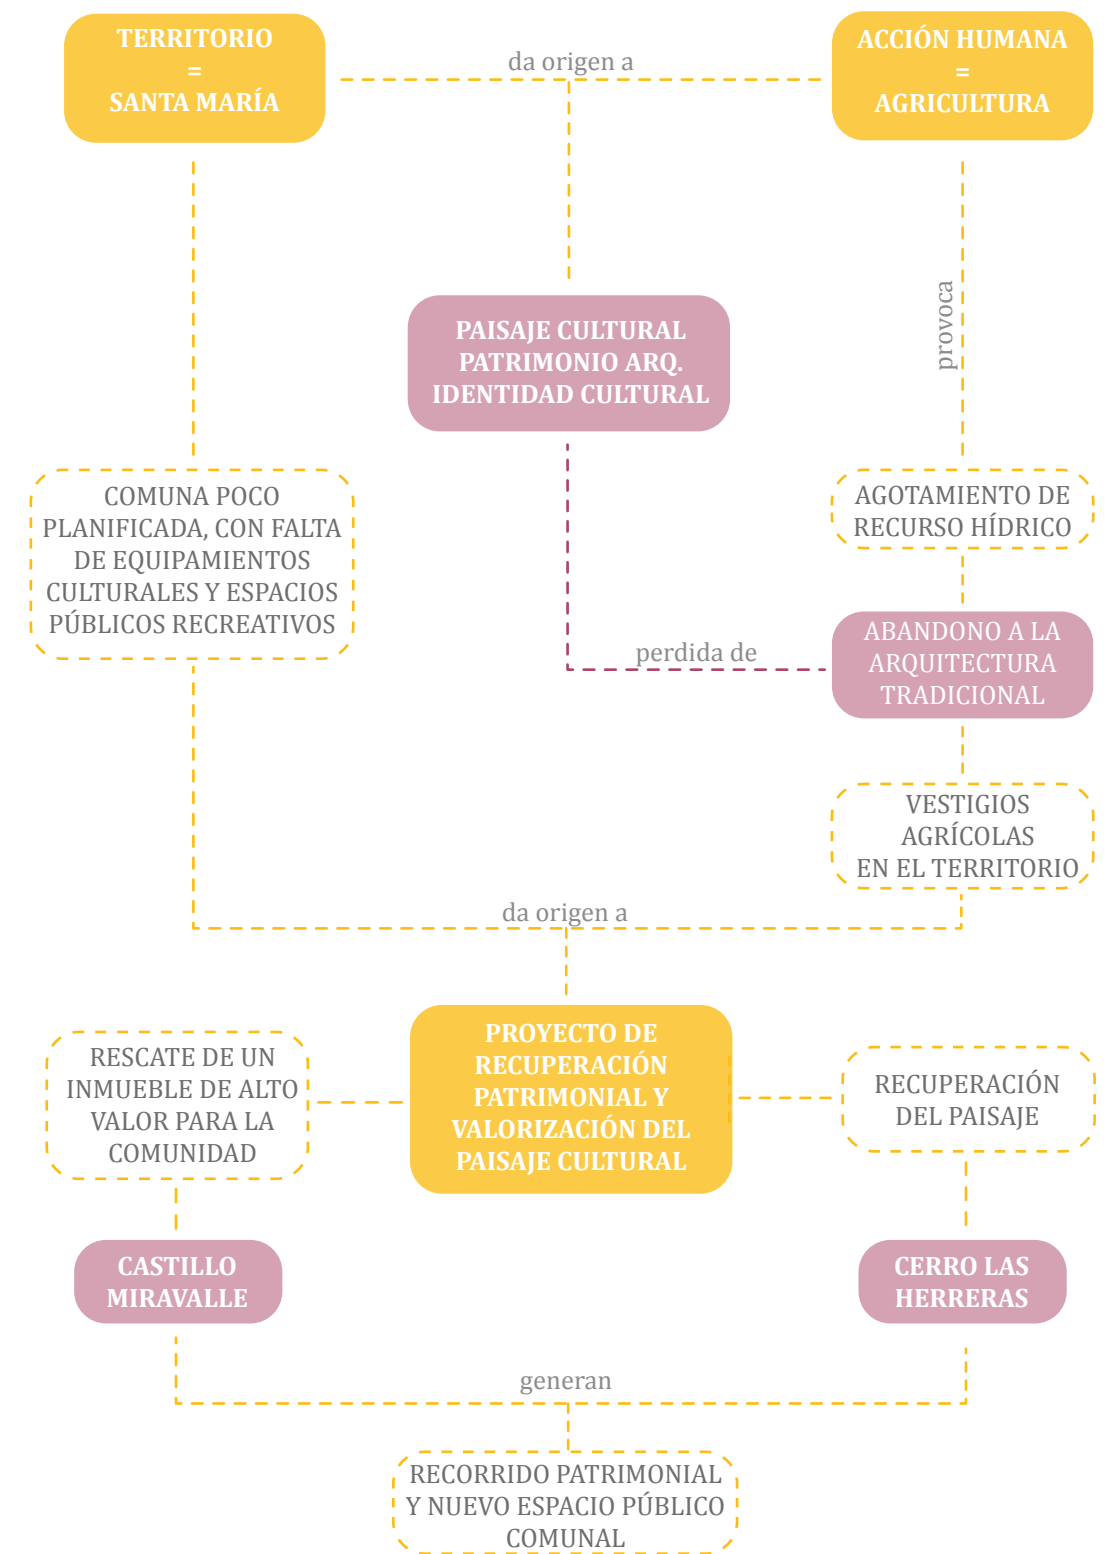 TERRITORIO
=
SANTA MARÍA
da origen a
ACCIÓN HUMANA
=
AGRICULTURA
provoca
PAISAJE CULTURAL
PATRIMONIO ARQ.
IDENTIDAD CULTURAL
COMUNA POCO
PLANIFICADA, CON FALTA
DE EQUIPAMIENTOS
CULTURALES Y ESPACIOS
PÚBLICOS RECREATIVOS
AGOTAMIENTO DE
RECURSO HÍDRICO
perdida de
ABANDONO A LA
ARQUITECTURA
TRADICIONAL
VESTIGIOS
AGRÍCOLAS
EN EL TERRITORIO
da origen a
PROYECTO DE
RECUPERACIÓN
PATRIMONIAL Y
VALORIZACIÓN DEL
PAISAJE CULTURAL
RESCATE DE UN
INMUEBLE DE ALTO
VALOR PARA LA
COMUNIDAD
RECUPERACIÓN
DEL PAISAJE
CASTILLO
MIRAVALLE
CERRO LAS
HERRERAS
generan
RECORRIDO PATRIMONIAL
Y NUEVO ESPACIO PÚBLICO
COMUNAL